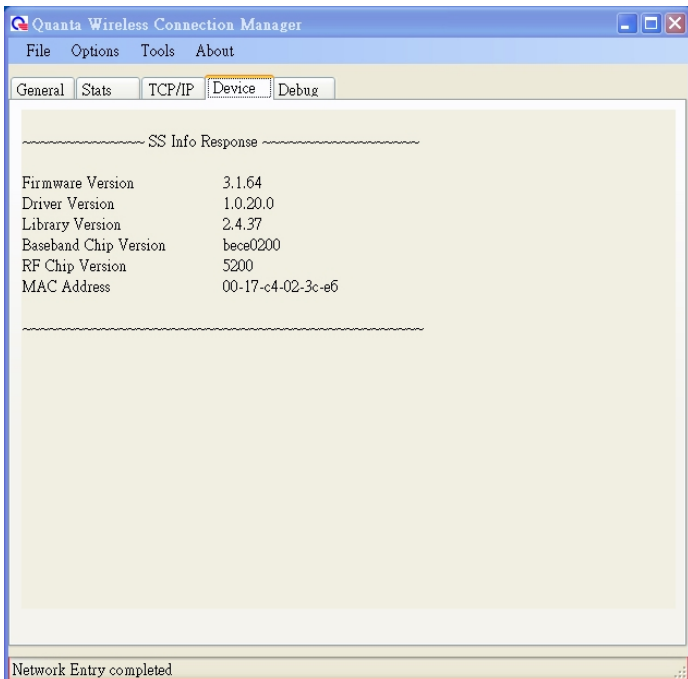 Quanta Wireless Connection Manager
File Options Tools About
General Stats TCP/IP Device Debug
~~~~~~~~~~~~~~~~ SS Info Response ~~~~~~~~~~~~~~~~~~~~~
Firmware Version 3.1.64
Driver Version 1.0.20.0
Library Version 2.4.37
Baseband Chip Version bece0200
RF Chip Version 5200
MAC Address 00-17-c4-02-3c-e6
~~~~~~~~~~~~~~~~~~~~~~~~~~~~~~~~~~~~~~~~~~~~~~~~~~~~~
Network Entry completed